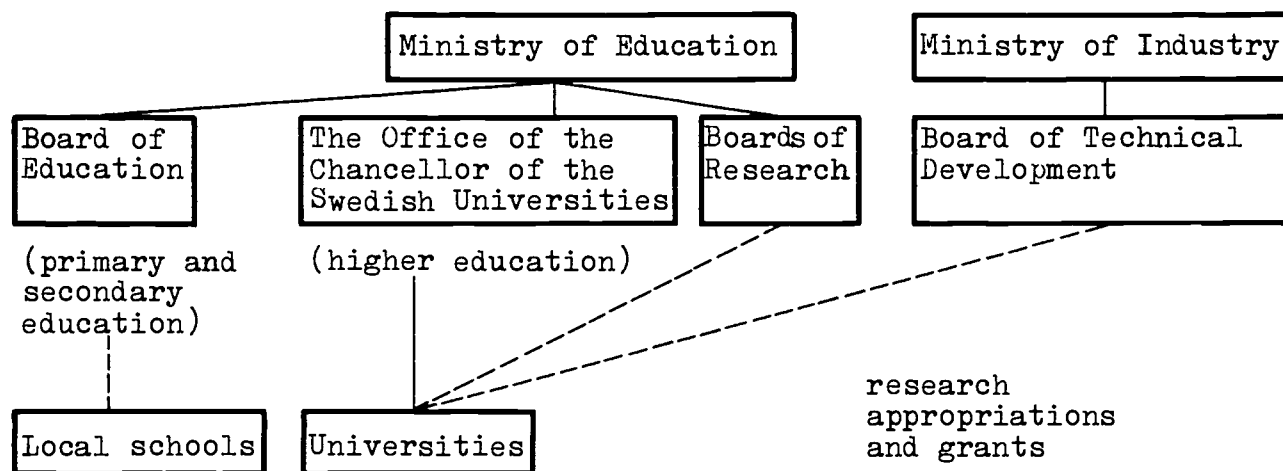 Ministry of Education
Ministry of Industry
Board of
Education
The Office of the
Chancellor of the
Swedish Universities
Boards of
Research
Board of Technical
Development
(primary and
secondary
education)
(higher education)
research
appropriations
and grants
Local schools
Universities